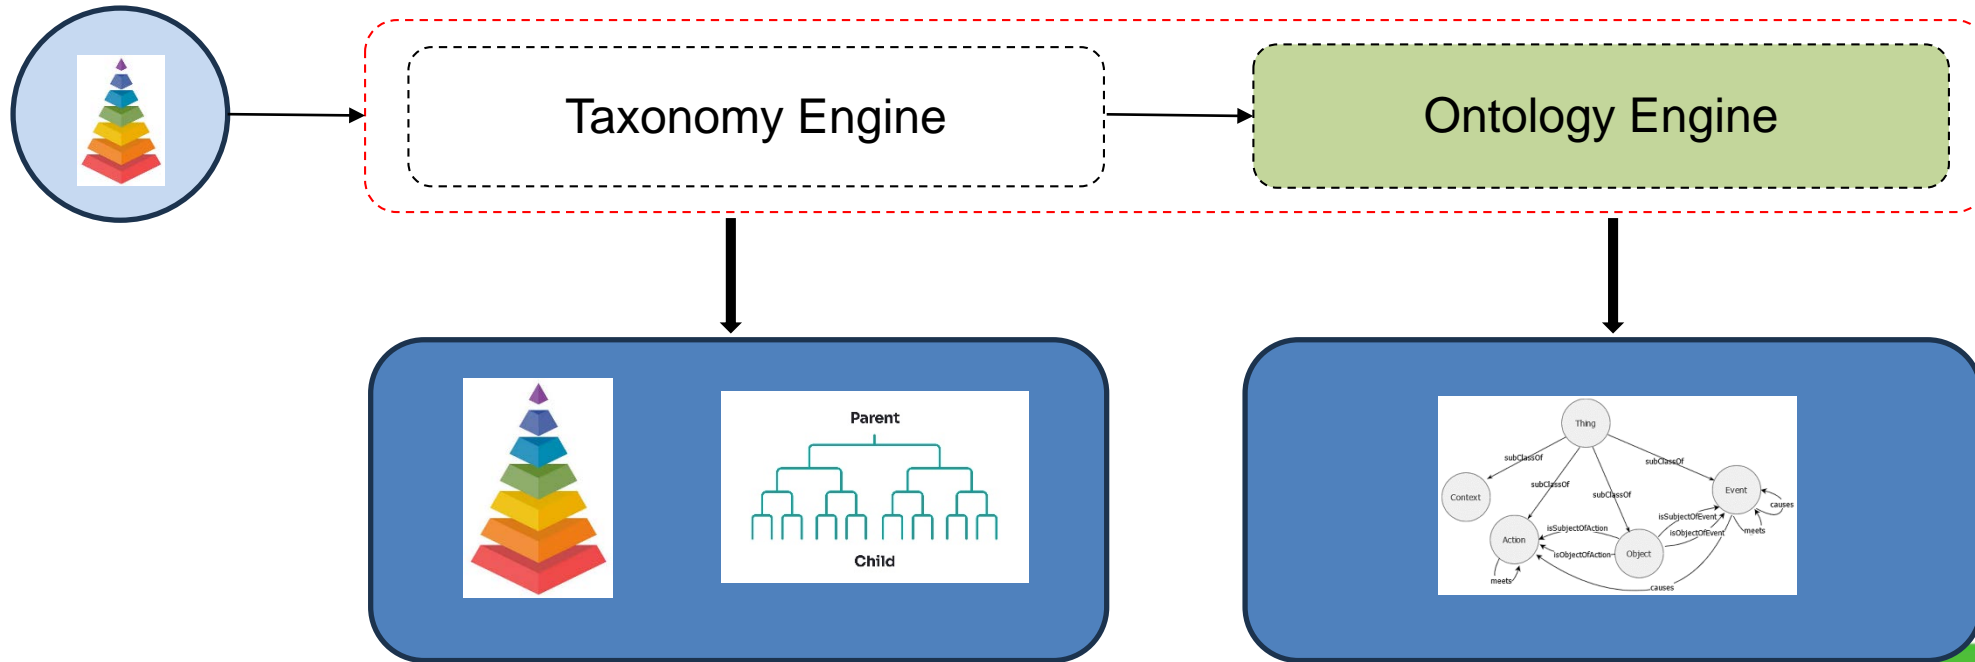 Taxonomy Engine
Ontology Engine
Parent
Child
Thing
subClassOf
subClassOf
subClassOf
subClassOf
Context
Event
causes
isSubjectOfEvent
isSubjectOfAction
isObjectOfEvent
meets
Action
Object
isObjectOfAction
meets
causes